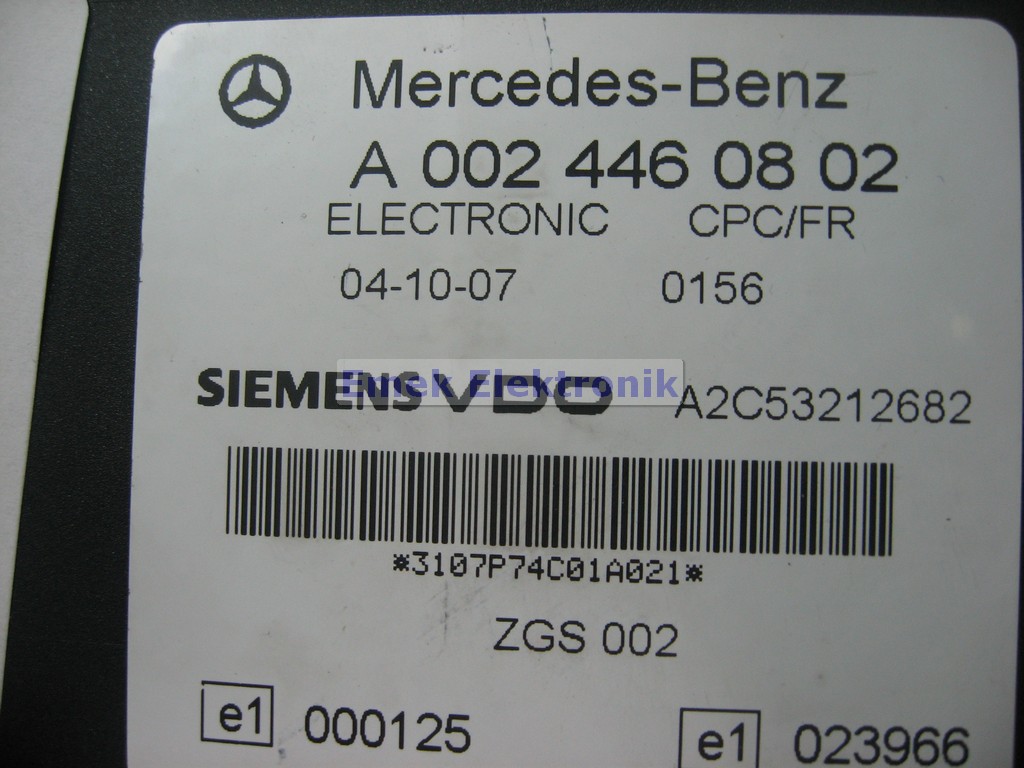 Mercedes-Benz
A 002 446 08 02
ELECTRONIC CPC/FR
04-10-07 0156
SIEMENS VDO A2C53212682
Emek Elektronik
*3107P74C01A021*
ZGS 002
e1 000125 e1 023966